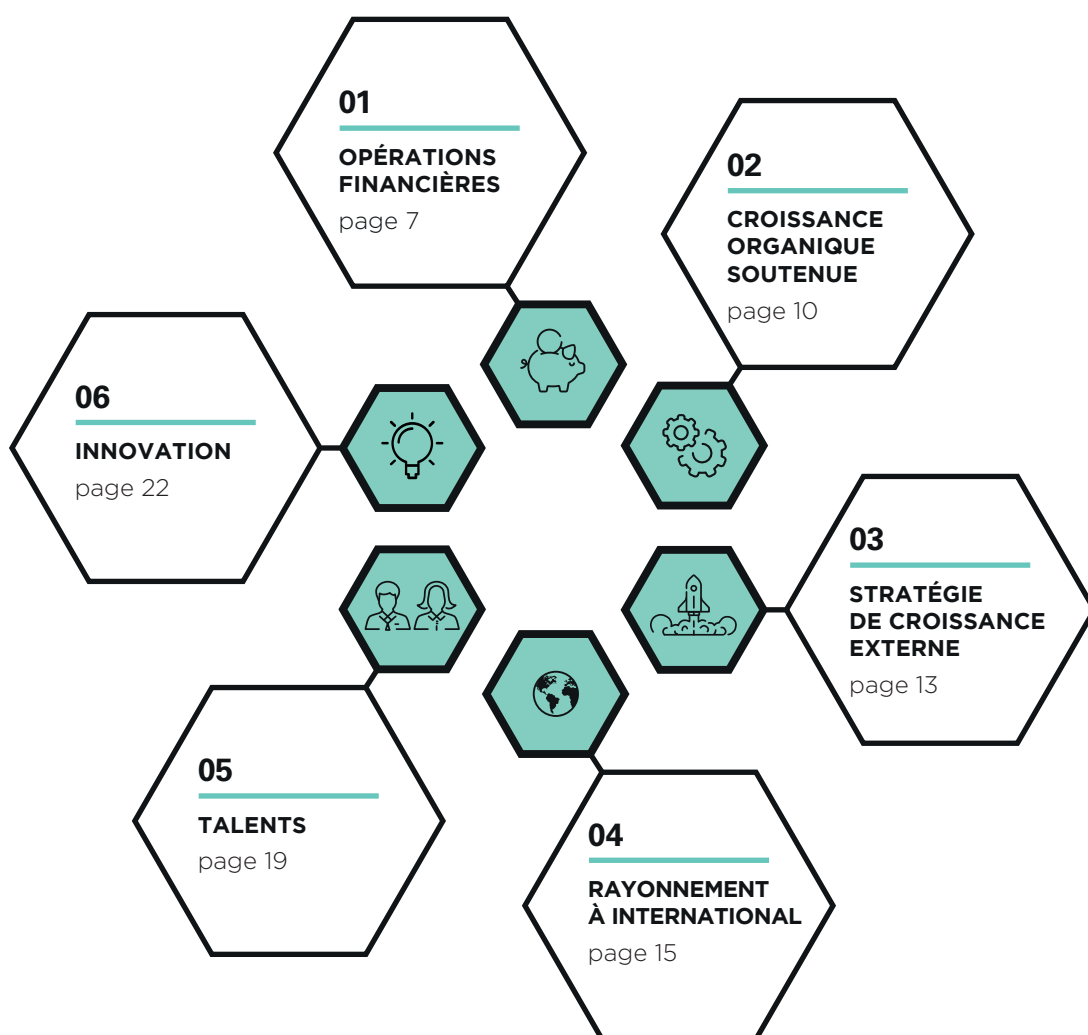 01
OPÉRATIONS
FINANCIÈRES
page 7
02
CROISSANCE
ORGANIQUE
SOUTENUE
page 10
03
STRATÉGIE
DE CROISSANCE
EXTERNE
page 13
04
RAYONNEMENT
À INTERNATIONAL
page 15
05
TALENTS
page 19
06
INNOVATION
page 22